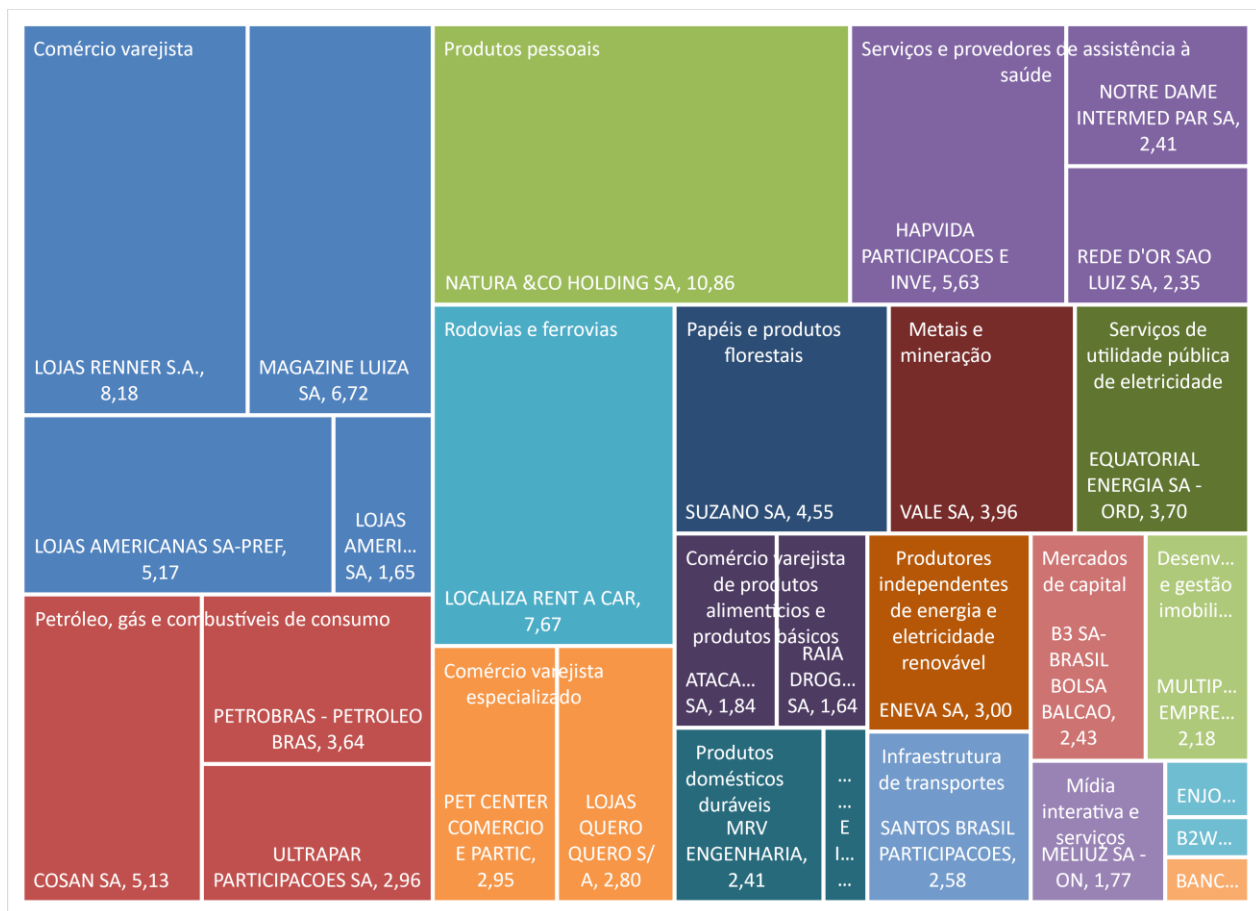 Comércio varejista
LOJAS RENNER S.A.,
8,18
MAGAZINE LUIZA
SA, 6,72
LOJAS AMERICANAS SA-PREF,
5,17
LOJAS
AMERI...
SA, 1,65
Petróleo, gás e combustíveis de consumo
COSAN SA, 5,13
PETROBRAS - PETROLEO
BRAS, 3,64
ULTRAPAR
PARTICIPACOES SA, 2,96
Produtos pessoais
NATURA &CO HOLDING SA, 10,86
Rodovias e ferrovias
LOCALIZA RENT A CAR,
7,67
Comércio varejista
especializado
PET CENTER
COMERCIO
E PARTIC,
2,95
LOJAS
QUERO
QUERO S/
A, 2,80
Serviços e provedores de assistência à
saúde
HAPVIDA
PARTICIPACOES E
INVE, 5,63
NOTRE DAME
INTERMED PAR SA,
2,41
REDE D'OR SAO
LUIZ SA, 2,35
Papéis e produtos
florestais
SUZANO SA, 4,55
Metais e
mineração
VALE SA, 3,96
Serviços de
utilidade pública
de eletricidade
EQUATORIAL
ENERGIA SA -
ORD, 3,70
Comércio varejista
de produtos
alimentícios e
produtos básicos
ATACA...
SA, 1,84
RAIA
DROG...
SA, 1,64
Produtos
domésticos
duráveis
MRV
ENGENHARIA,
2,41
...
...
E
I...
...
Produtores
independentes
de energia e
eletricidade
renovável
ENEVA SA, 3,00
Infraestrutura
de transportes
SANTOS BRASIL
PARTICIPACOES,
2,58
Mercados
de capital
B3 SA-
BRASIL
BOLSA
BALCAO,
2,43
Desenv...
e gestão
imobili...
MULTIP...
EMPRE...
2,18
Mídia
interativa e
serviços
MELIUZ SA -
ON, 1,77
ENJO...
B2W...
BANC...